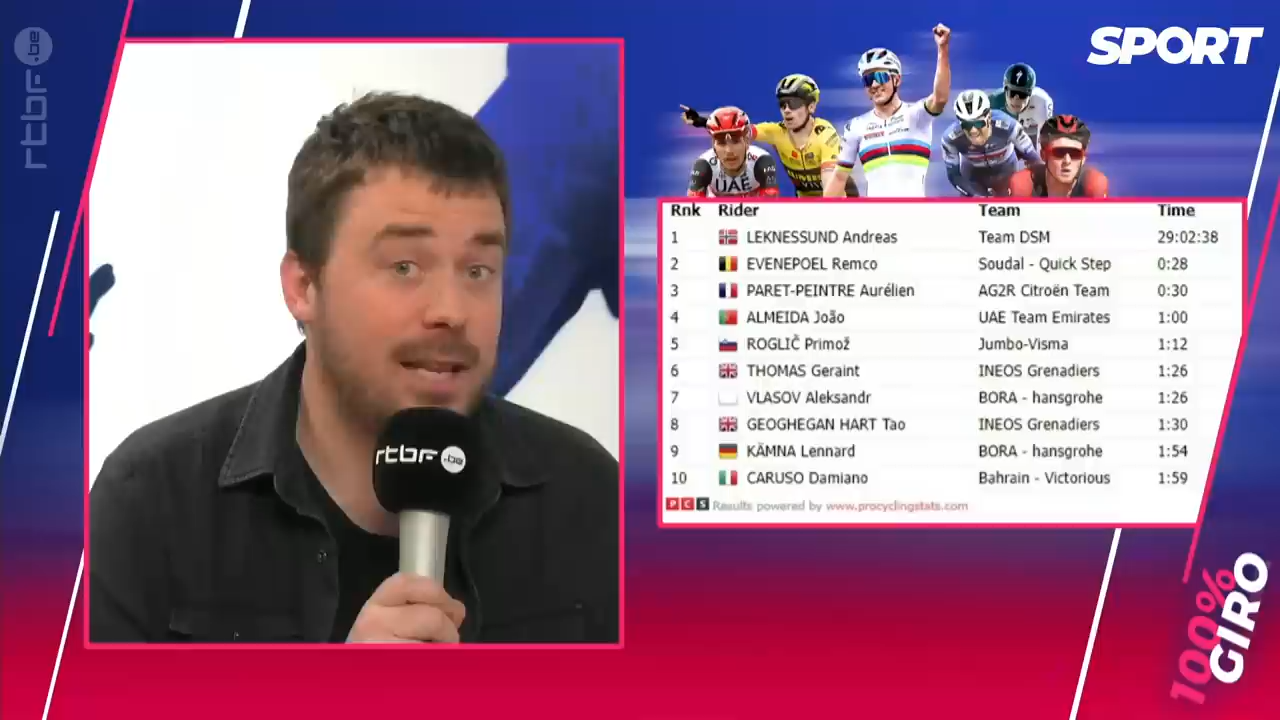 rtbf.be
SPORT
UAE
Rnk Rider Team Time
1 LEKNESSUND Andreas Team DSM 29:02:38
2 EVENEPOEL Remco Soudal - Quick Step 0:28
3 PARET-PEINTRE Aurélien AG2R Citroën Team 0:30
4 ALMEIDA João UAE Team Emirates 1:00
5 ROGLIČ Primož Jumbo-Visma 1:12
6 THOMAS Geraint INEOS Grenadiers 1:26
7 VLASOV Aleksandr BORA - hansgrohe 1:26
8 GEOGHEGAN HART Tao INEOS Grenadiers 1:30
9 KÄMNA Lennard BORA - hansgrohe 1:54
10 CARUSO Damiano Bahrain - Victorious 1:59
PCS Results powered by www.procyclingstats.com
rtbf.be
100%
GIRO